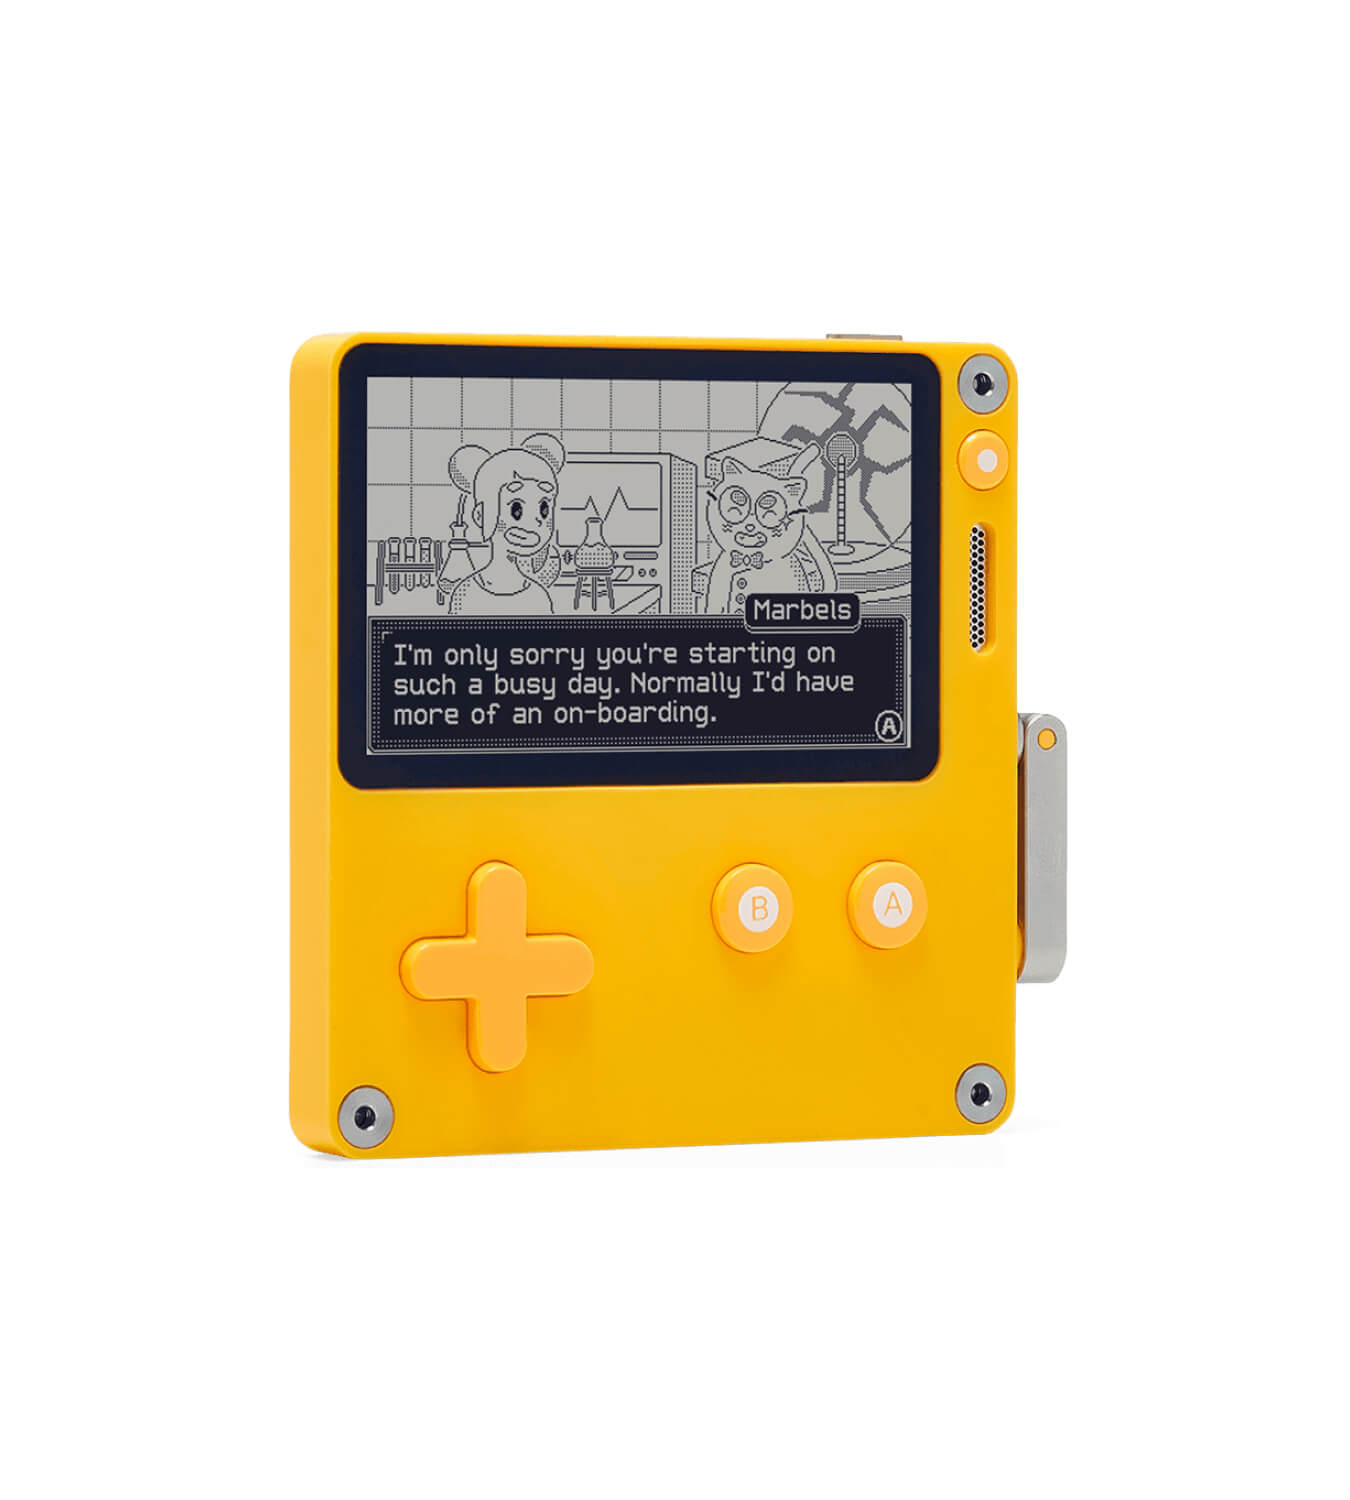 Marbels
I'm only sorry you're starting on
such a busy day. Normally I'd have
more of an on-boarding.
A
B
A